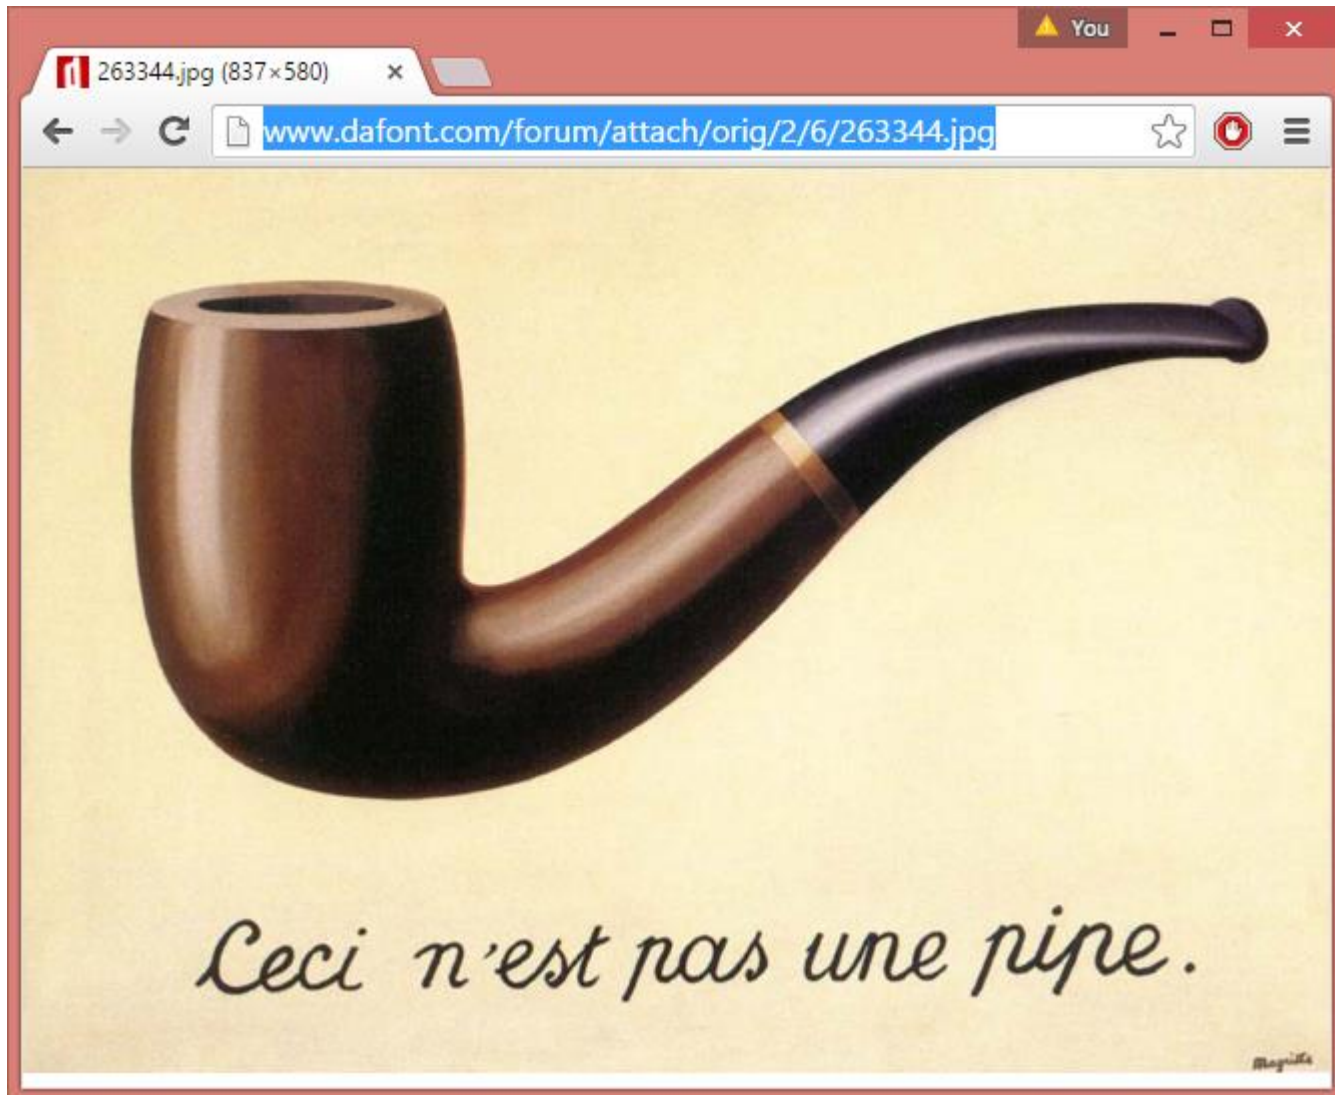 You
263344.jpg (837×580)
www.dafont.com/forum/attach/orig/2/6/263344.jpg
Ceci n'est pas une pipe.
Magritte